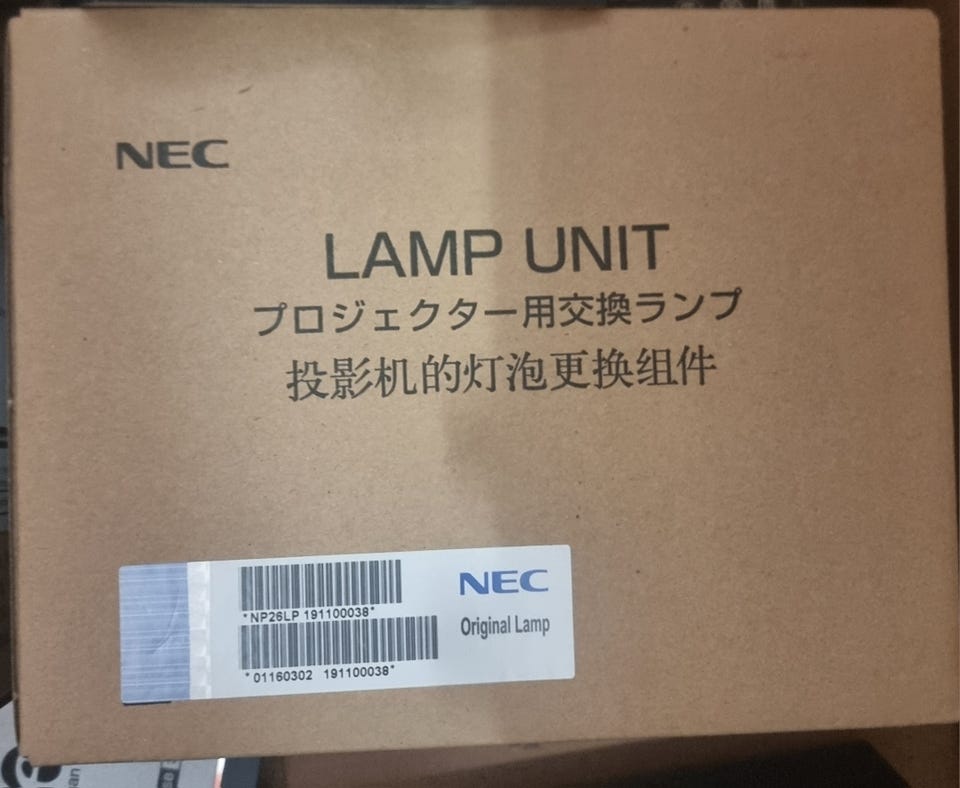 NEC
LAMP UNIT
プロジェクター用交換ランプ
投影机的灯泡更换组件
*NP26LP 191100038*
*01160302 191100038*
NEC
Original Lamp